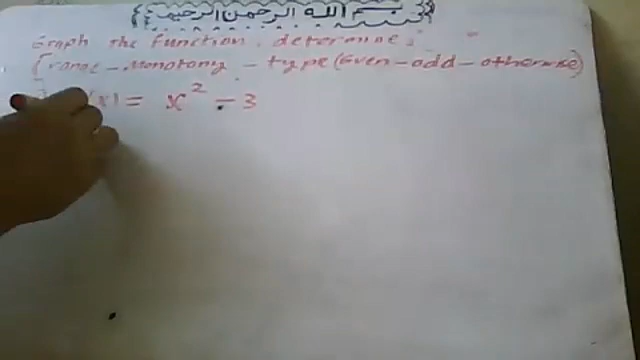 بسم الله الرحمن الرحيم
Graph the function, determine:
[range - Monotony - type (Even - odd - otherwise)
(x) = x² - 3